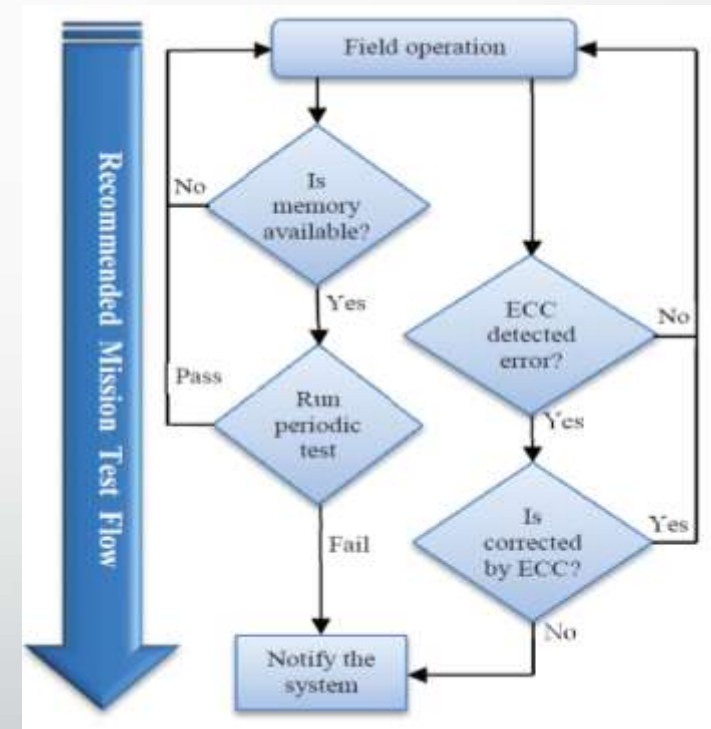 Recommended Mission Test Flow
Field operation
Is
memory
available?
No
Yes
ECC
detected
error?
No
Yes
Run
periodic
test
Pass
Fail
Is
corrected
by ECC?
Yes
No
Notify the
system